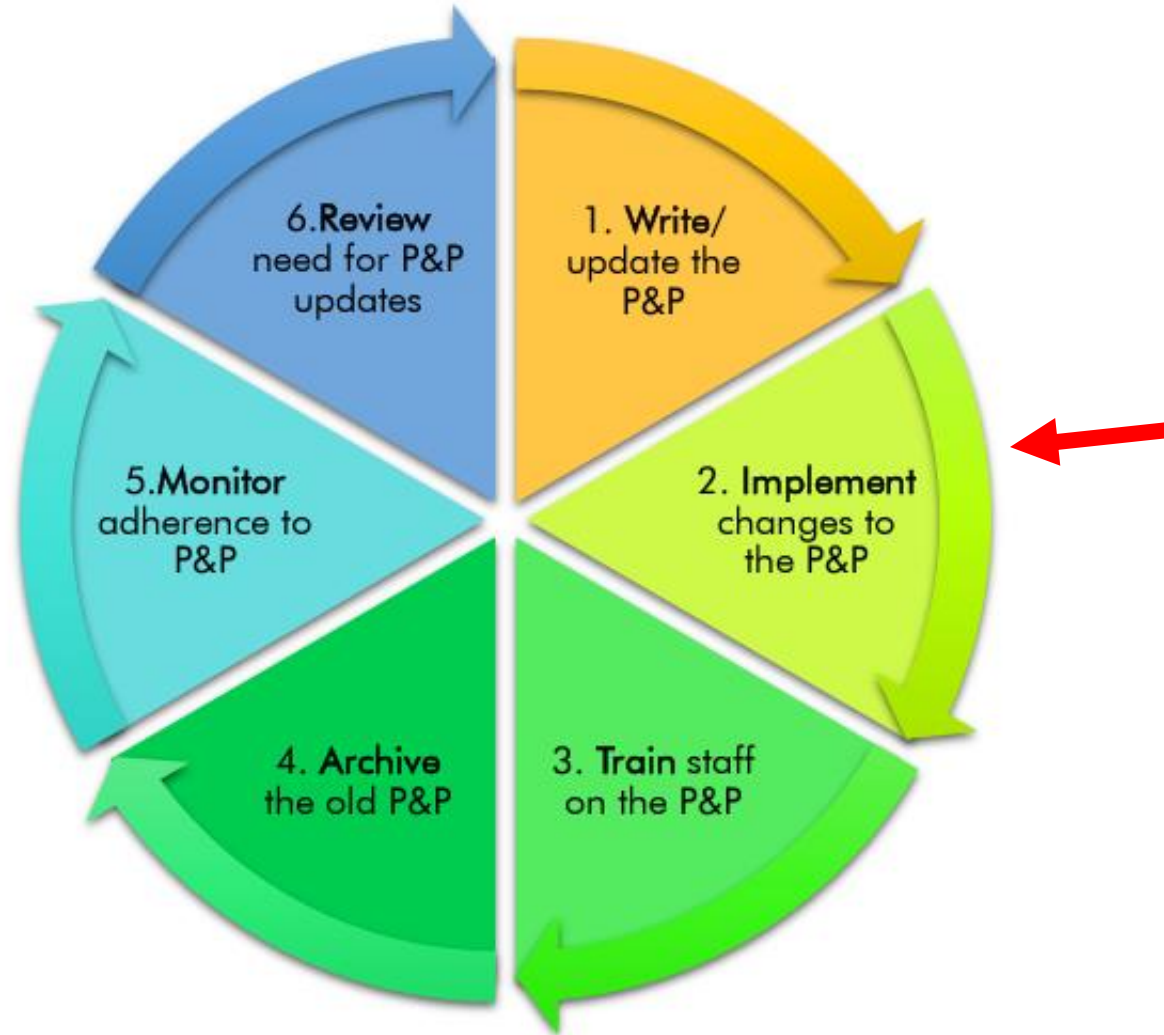 1. Write/
update the
P&P
2. Implement
changes to
the P&P
3. Train staff
on the P&P
4. Archive
the old P&P
5.Monitor
adherence to
P&P
6.Review
need for P&P
updates